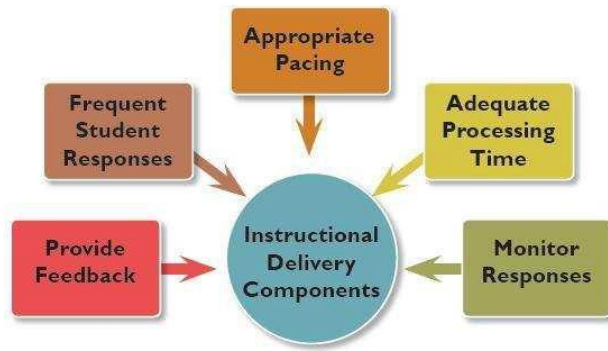 Appropriate
Pacing
Frequent
Student
Responses
Adequate
Processing
Time
Provide
Feedback
Instructional
Delivery
Components
Monitor
Responses